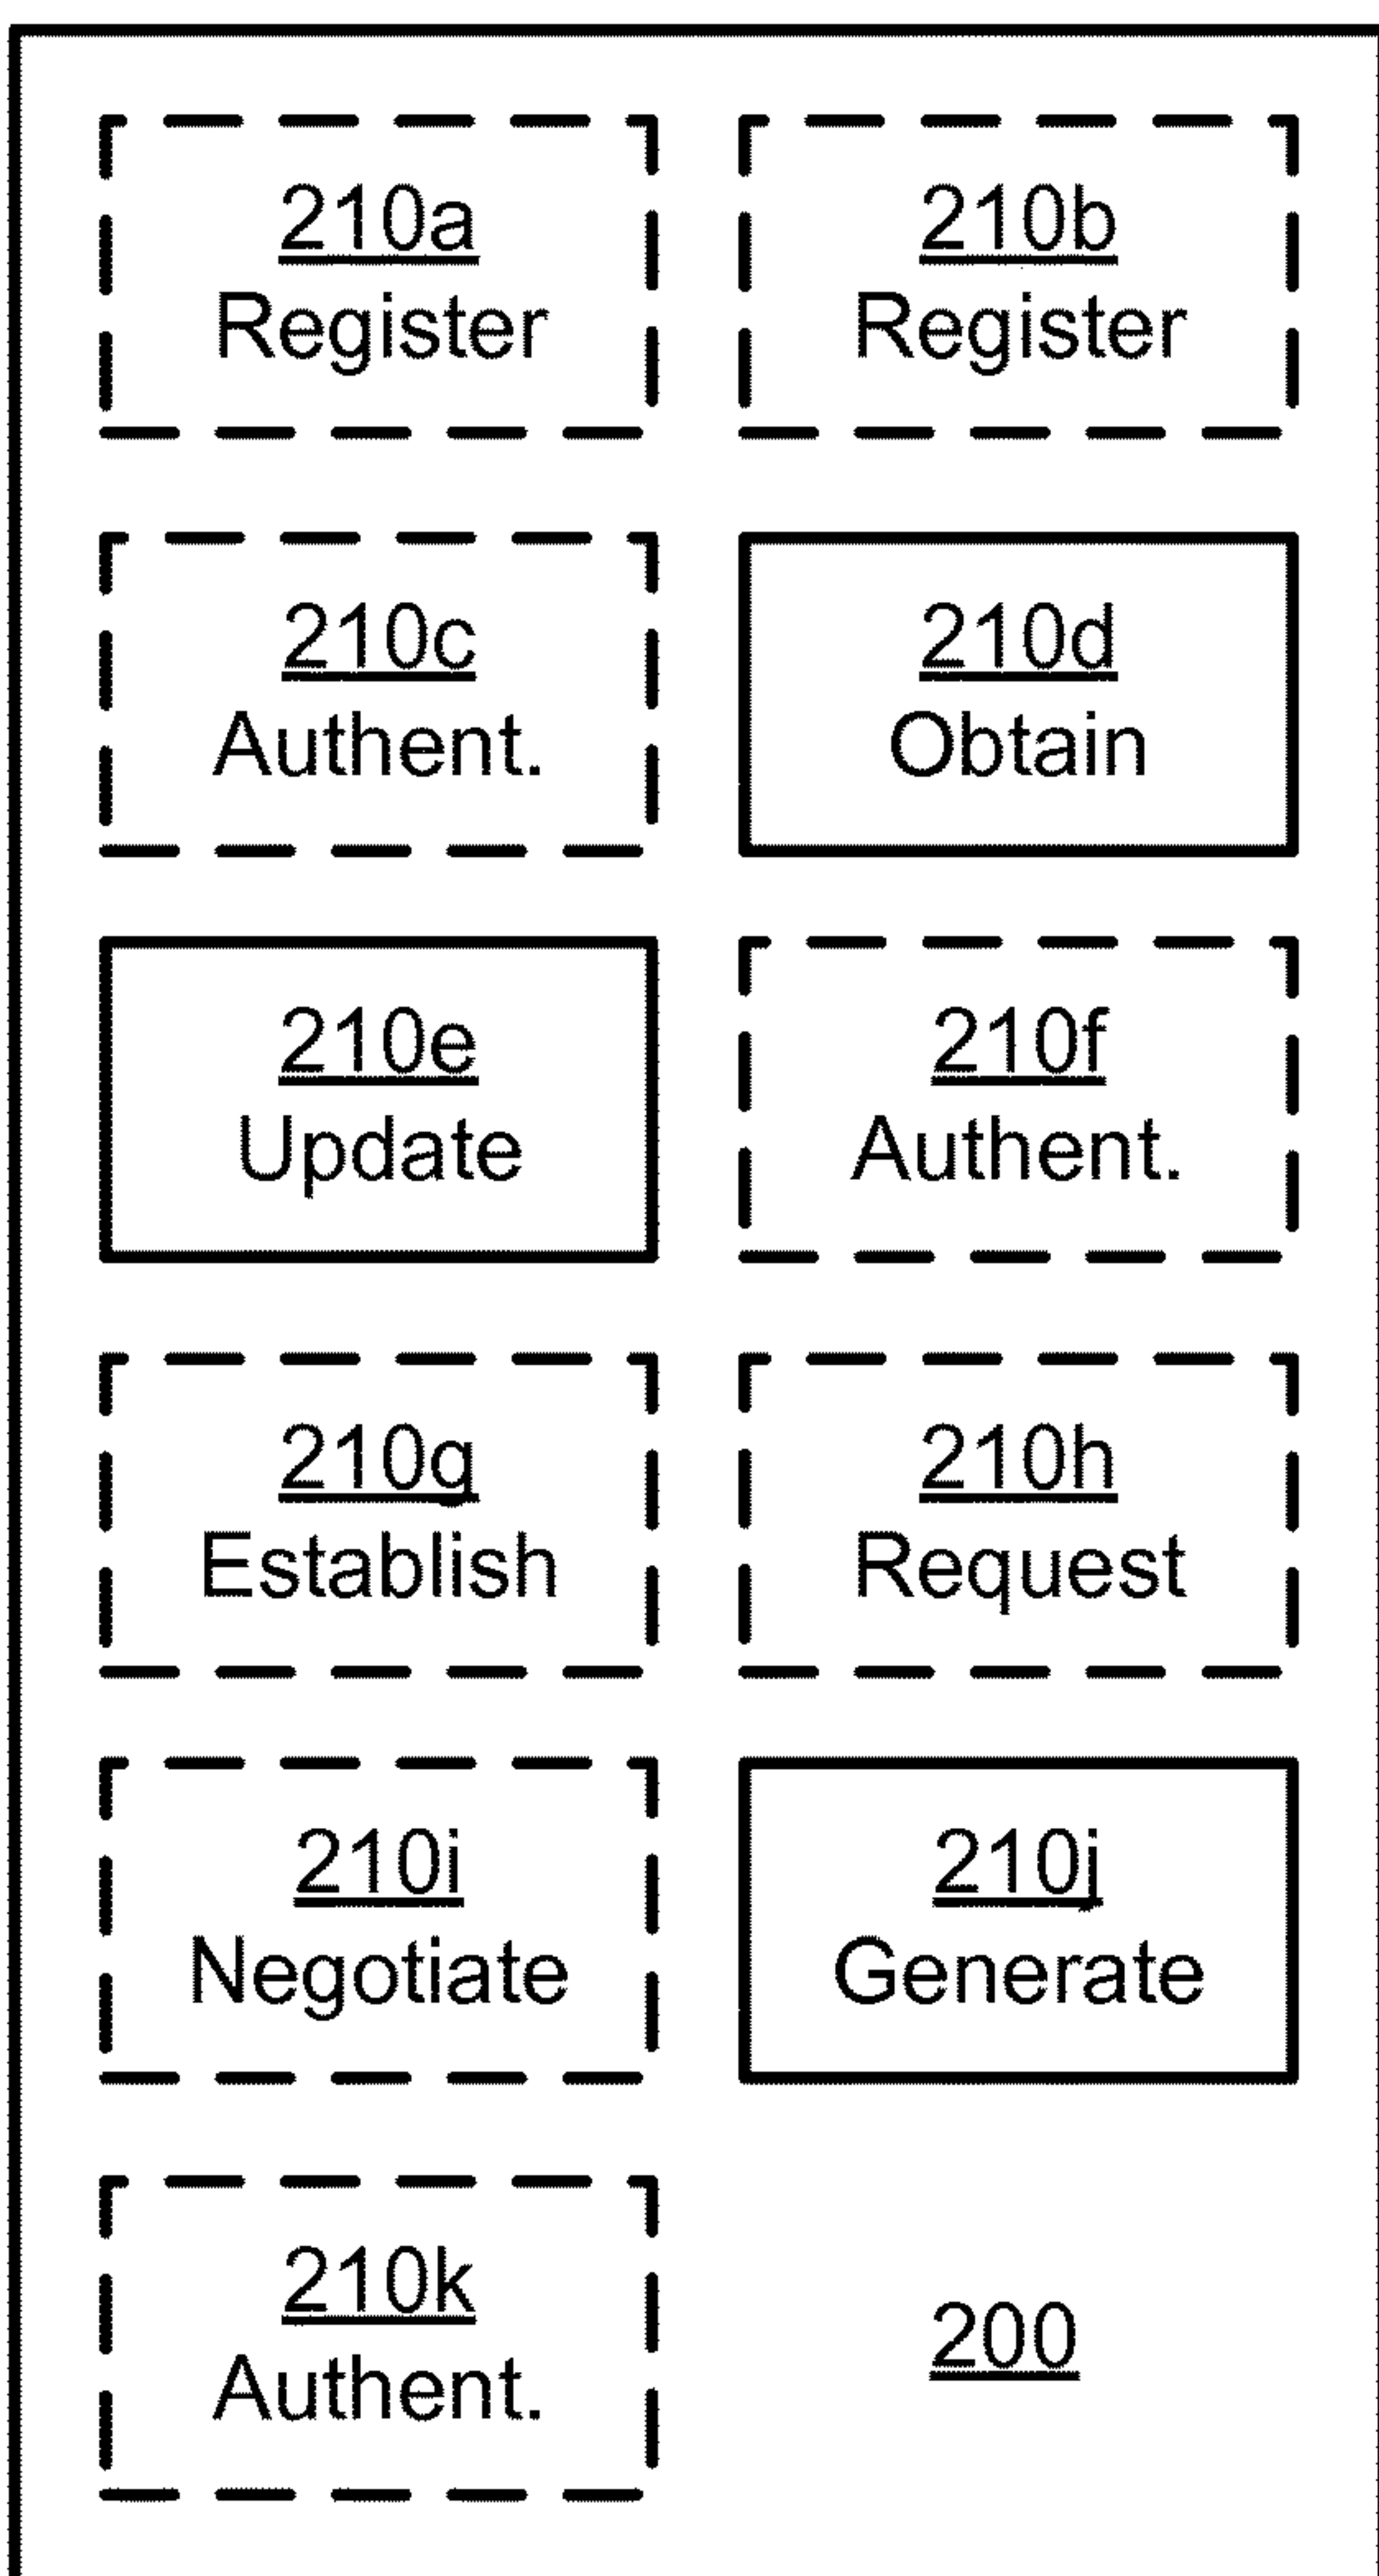 210a
Register
210b
Register
210c
Authent.
210d
Obtain
210e
Update
210f
Authent.
210g
Establish
210h
Request
210i
Negotiate
210j
Generate
210k
Authent.
200